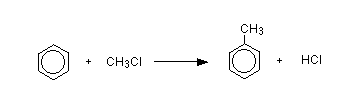 CH3
+ CH3Cl + HCl